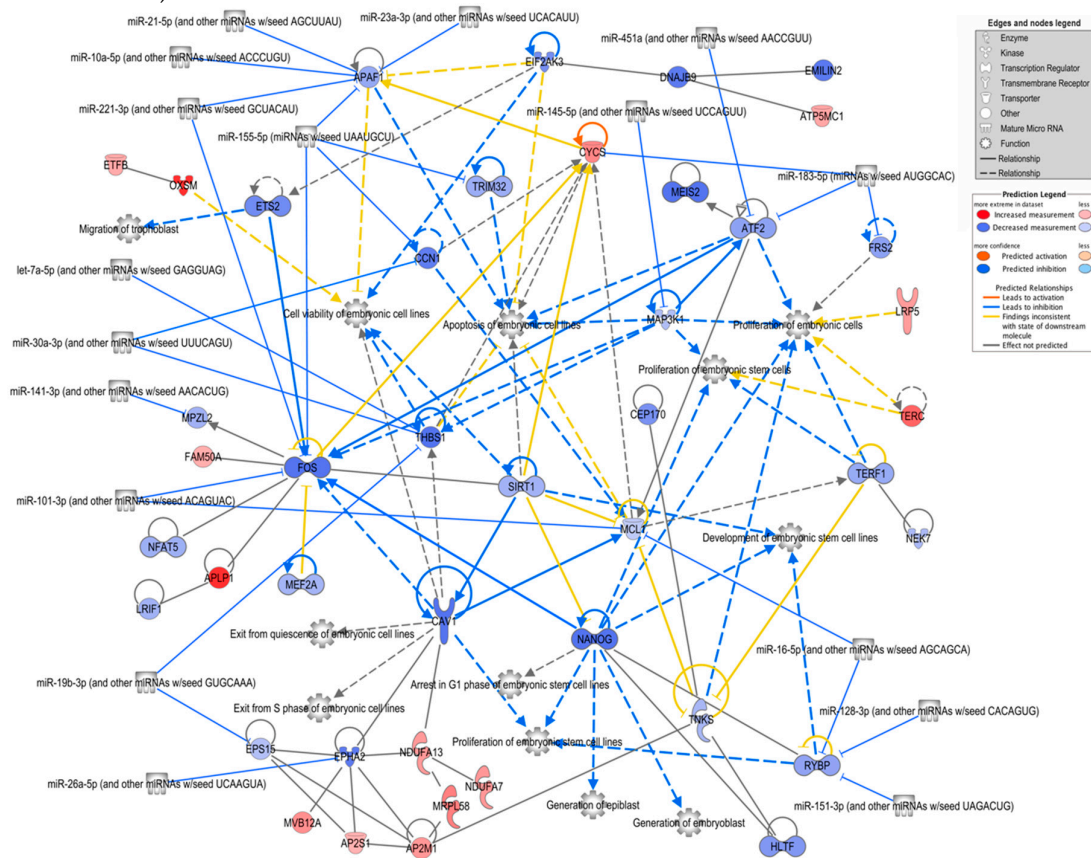 miR-21-5p (and other miRNAs w/seed AGCUUAU)
miR-23a-3p (and other miRNAs w/seed UCACAUU)
miR-10a-5p (and other miRNAs w/seed ACCCUGU)
miR-451a (and other miRNAs w/seed AACCGUU)
EIF2AK3
APAF1
DNAJB9
EMILIN2
miR-221-3p (and other miRNAs w/seed GCUACAU)
miR-145-5p (and other miRNAs w/seed UCCAGUU)
ATP5MC1
miR-155-5p (miRNAs w/seed UAAUGCU)
CYCS
ETFB
OXSM
TRIM32
MEIS2
miR-183-5p (miRNAs w/seed AUGGCAC)
ETS2
Migration of trophoblast
ATF2
FRS2
CCN1
let-7a-5p (and other miRNAs w/seed GAGGUAG)
Cell viability of embryonic cell lines
Apoptosis of embryonic cell lines
MAP3K1
Proliferation of embryonic cells
LRP5
miR-30a-3p (and other miRNAs w/seed UUUCAGU)
Proliferation of embryonic stem cells
miR-141-3p (and other miRNAs w/seed AACACUG)
MPZL2
CEP170
TERC
THBS1
FAM50A
FOS
SIRT1
TERF1
miR-101-3p (and other miRNAs w/seed ACAGUAC)
MCL1
Development of embryonic stem cell lines
NEK7
NFAT5
APLP1
MEF2A
LRIF1
CAV1
Exit from quiescence of embryonic cell lines
NANOG
miR-16-5p (and other miRNAs w/seed AGCAGCA)
miR-19b-3p (and other miRNAs w/seed GUGCAAA)
Arrest in G1 phase of embryonic stem cell lines
Exit from S phase of embryonic cell lines
TNKS
miR-128-3p (and other miRNAs w/seed CACAGUG)
EPS15
EPHA2
NDUFA13
Proliferation of embryonic stem cell lines
RYBP
miR-26a-5p (and other miRNAs w/seed UCAAGUA)
NDUFA7
MRPL58
Generation of epiblast
miR-151-3p (and other miRNAs w/seed UAGACUG)
MVB12A
Generation of embryoblast
AP2S1
AP2M1
HLTF
Edges and nodes legend
Enzyme
Kinase
Transcription Regulator
Transmembrane Receptor
Transporter
Other
Mature Micro RNA
Function
Relationship
Relationship
Prediction Legend
more extreme in dataset less
Increased measurement
Decreased measurement
more confidence less
Predicted activation
Predicted inhibition
Predicted Relationships
Leads to activation
Leads to inhibition
Findings inconsistent
with state of downstream
molecule
Effect not predicted